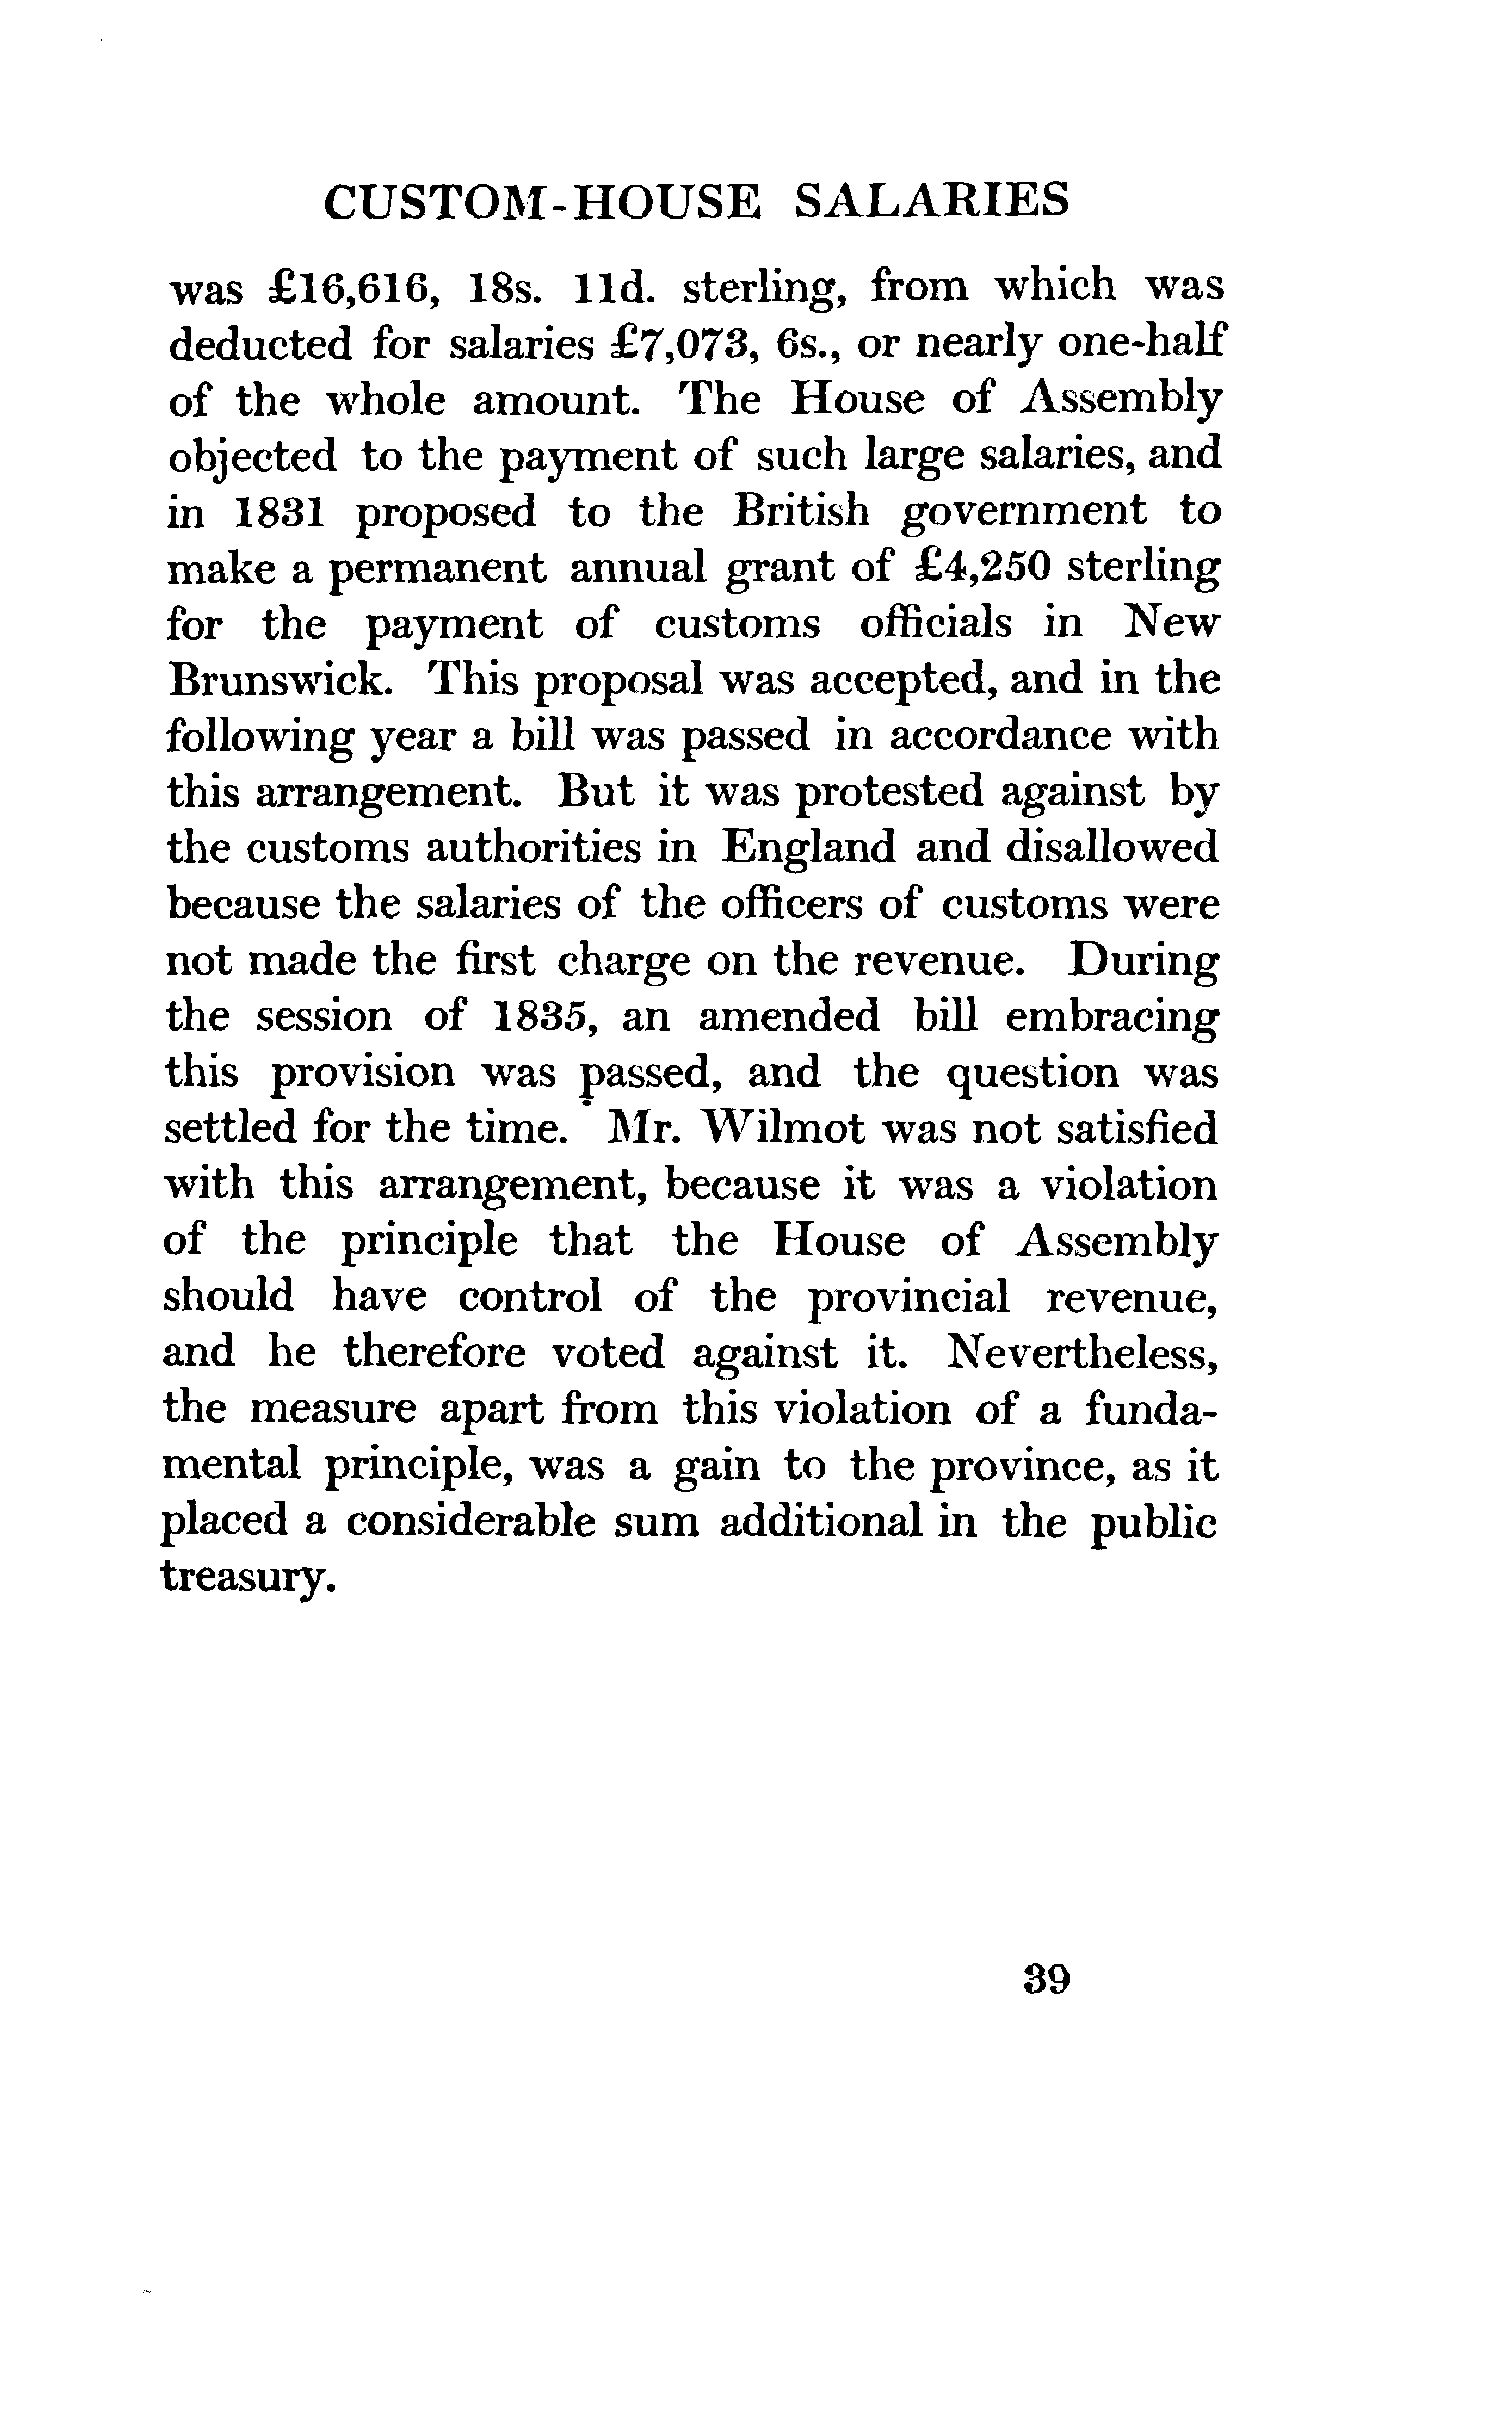 CUSTOM-HOUSE SALARIES
was £16,616, 18s. 11d. sterling, from which was
deducted for salaries £7,073, 6s., or nearly one-half
of the whole amount. The House of Assembly
objected to the payment of such large salaries, and
in 1831 proposed to the British government to
make a permanent annual grant of £4,250 sterling
for the payment of customs officials in New
Brunswick. This proposal was accepted, and in the
following year a bill was passed in accordance with
this arrangement. But it was protested against by
the customs authorities in England and disallowed
because the salaries of the officers of customs were
not made the first charge on the revenue. During
the session of 1835, an amended bill embracing
this provision was passed, and the question was
settled for the time. Mr. Wilmot was not satisfied
with this arrangement, because it was a violation
of the principle that the House of Assembly
should have control of the provincial revenue,
and he therefore voted against it. Nevertheless,
the measure apart from this violation of a funda-
mental principle, was a gain to the province, as it
placed a considerable sum additional in the public
treasury.
39